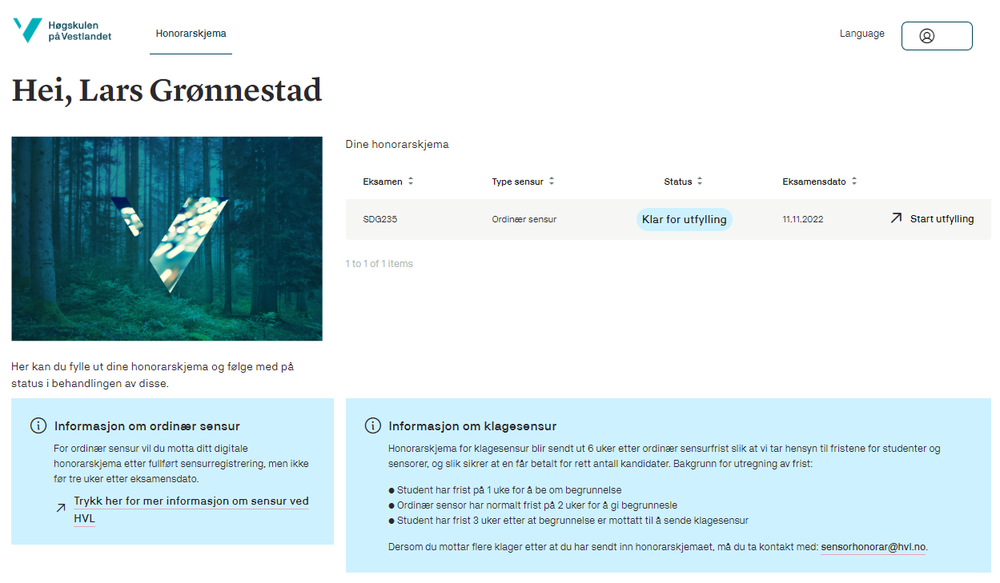 Høgskulen
på Vestlandet
Honorarskjema
Language
Hei, Lars Grønnestad
Dine honorarskjema
Eksamen Type sensur Status Eksamensdato
SDG235 Ordinær sensur Klar for utfylling 11.11.2022 Start utfylling
1 to 1 of 1 items
Her kan du fylle ut dine honorarskjema og følge med på
status i behandlingen av disse.
Informasjon om ordinær sensur
For ordinær sensur vil du motta ditt digitale
honorarskjema etter fullført sensurregistrering, men ikke
før tre uker etter eksamensdato.
Trykk her for mer informasjon om sensur ved
HVL
Informasjon om klagesensur
Honorarskjema for klagesensur blir sendt ut 6 uker etter ordinær sensurfrist slik at vi tar hensyn til fristene for studenter og
sensorer, og slik sikrer at en får betalt for rett antall kandidater. Bakgrunn for utregning av frist:
● Student har frist på 1 uke for å be om begrunnelse
● Ordinær sensor har normalt frist på 2 uker for å gi begrunnesle
● Student har frist 3 uker etter at begrunnelse er mottatt til å sende klagesensur
Dersom du mottar flere klager etter at du har sendt inn honorarskjemaet, må du ta kontakt med: sensorhonorar@hvl.no.